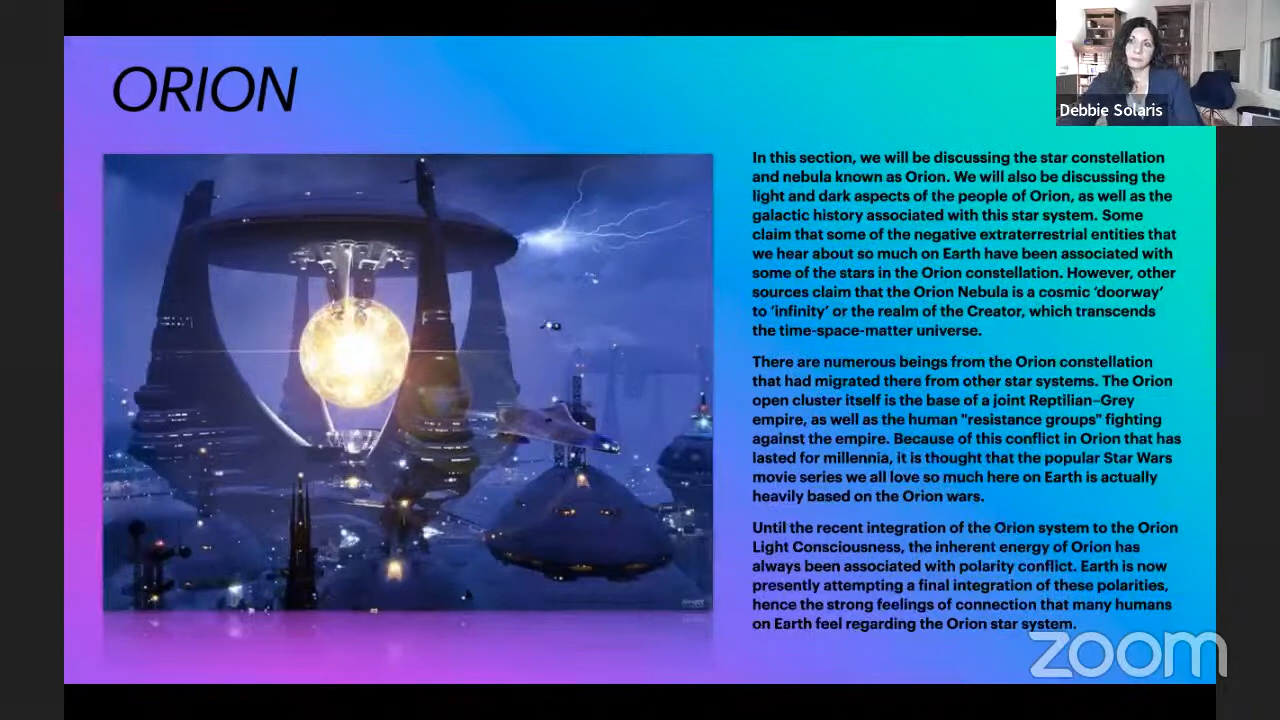 ORION
Debbie Solaris
In this section, we will be discussing the star constellation
and nebula known as Orion. We will also be discussing the
light and dark aspects of the people of Orion, as well as the
galactic history associated with this star system. Some
claim that some of the negative extraterrestrial entities that
we hear about so much on Earth have been associated with
some of the stars in the Orion constellation. However, other
sources claim that the Orion Nebula is a cosmic ‘doorway’
to ‘infinity’ or the realm of the Creator, which transcends
the time-space-matter universe.
There are numerous beings from the Orion constellation
that had migrated there from other star systems. The Orion
open cluster itself is the base of a joint Reptilian–Grey
empire, as well as the human "resistance groups" fighting
against the empire. Because of this conflict in Orion that has
lasted for millennia, it is thought that the popular Star Wars
movie series we all love so much here on Earth is actually
heavily based on the Orion wars.
Until the recent integration of the Orion system to the Orion
Light Consciousness, the inherent energy of Orion has
always been associated with polarity conflict. Earth is now
presently attempting a final integration of these polarities,
hence the strong feelings of connection that many humans
on Earth feel regarding the Orion star system.
zoom